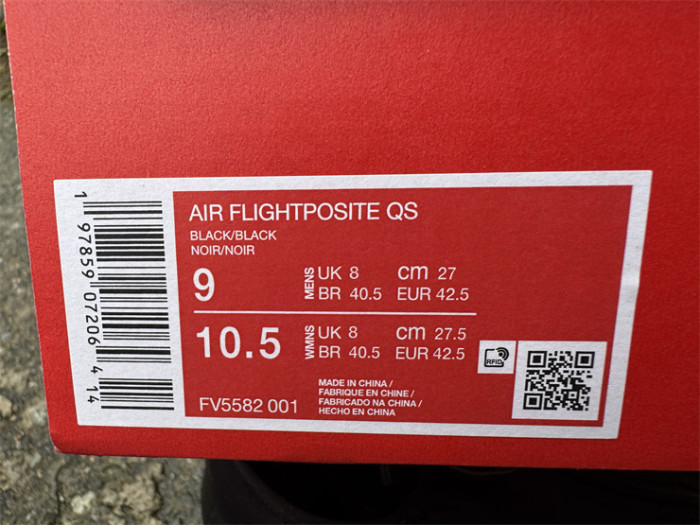 AIR FLIGHTPOSITE QS
BLACK/BLACK
NOIR/NOIR
9
MENS
UK 8 cm 27
BR 40.5 EUR 42.5
10.5
WMNS
UK 8 cm 27.5
BR 40.5 EUR 42.5
RFID
FV5582 001
MADE IN CHINA /
FABRIQUE EN CHINE /
FABRICADO NA CHINA /
HECHO EN CHINA
1 97859 07206 4 14